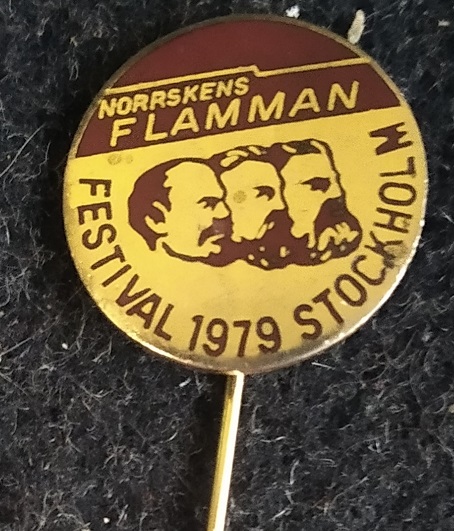 NORRSKENS
FLAMMAN
FESTIVAL 1979 STOCKHOLM